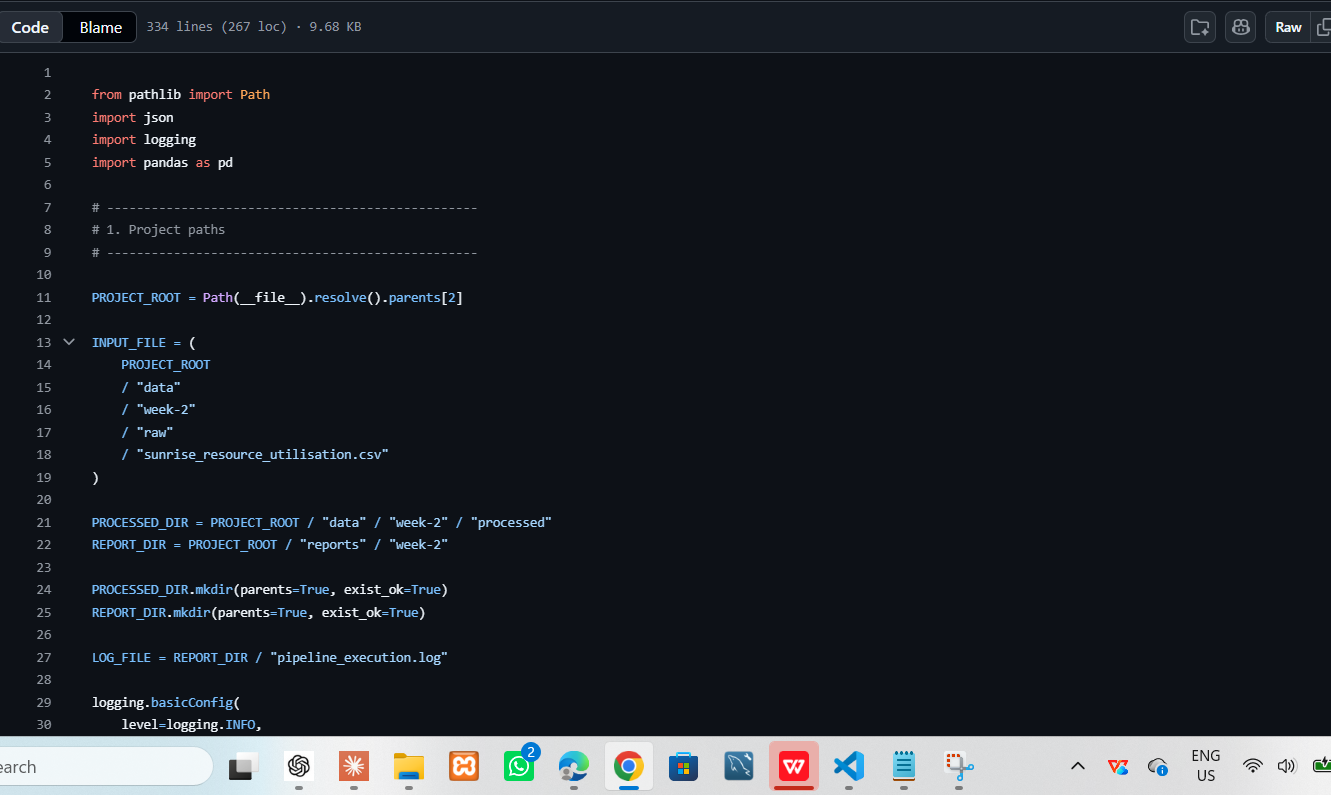 Code Blame 334 lines (267 loc) · 9.68 KB Raw
1
2 from pathlib import Path
3 import json
4 import logging
5 import pandas as pd
6
7 # --------------------------------------------------
8 # 1. Project paths
9 # --------------------------------------------------
10
11 PROJECT_ROOT = Path(__file__).resolve().parents[2]
12
13 INPUT_FILE = (
14     PROJECT_ROOT
15     / "data"
16     / "week-2"
17     / "raw"
18     / "sunrise_resource_utilisation.csv"
19 )
20
21 PROCESSED_DIR = PROJECT_ROOT / "data" / "week-2" / "processed"
22 REPORT_DIR = PROJECT_ROOT / "reports" / "week-2"
23
24 PROCESSED_DIR.mkdir(parents=True, exist_ok=True)
25 REPORT_DIR.mkdir(parents=True, exist_ok=True)
26
27 LOG_FILE = REPORT_DIR / "pipeline_execution.log"
28
29 logging.basicConfig(
30     level=logging.INFO,
earch 2 ENG
US